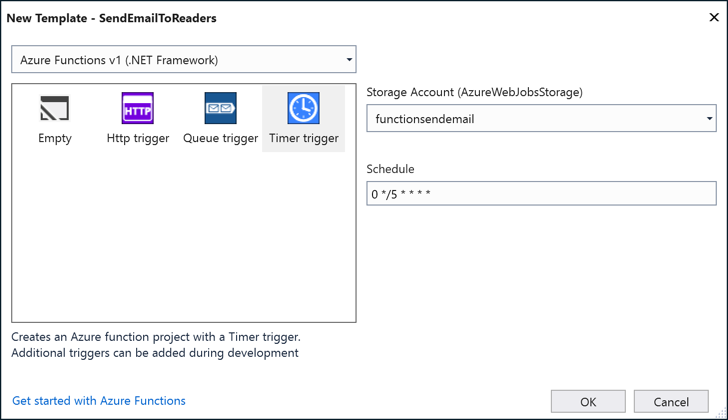 New Template - SendEmailToReaders
Azure Functions v1 (.NET Framework)
Empty
HTTP
Http trigger
Queue trigger
Timer trigger
Creates an Azure function project with a Timer trigger.
Additional triggers can be added during development
Storage Account (AzureWebJobsStorage)
functionsendemail
Schedule
0 */5 * * * *
Get started with Azure Functions
OK
Cancel